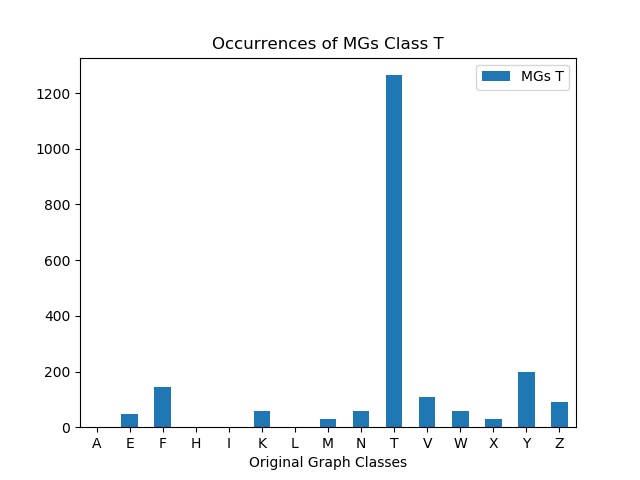 Occurrences of MGs Class T
MGs T
1200
1000
800
600
400
200
0
A E F H I K L M N T V W X Y Z
Original Graph Classes